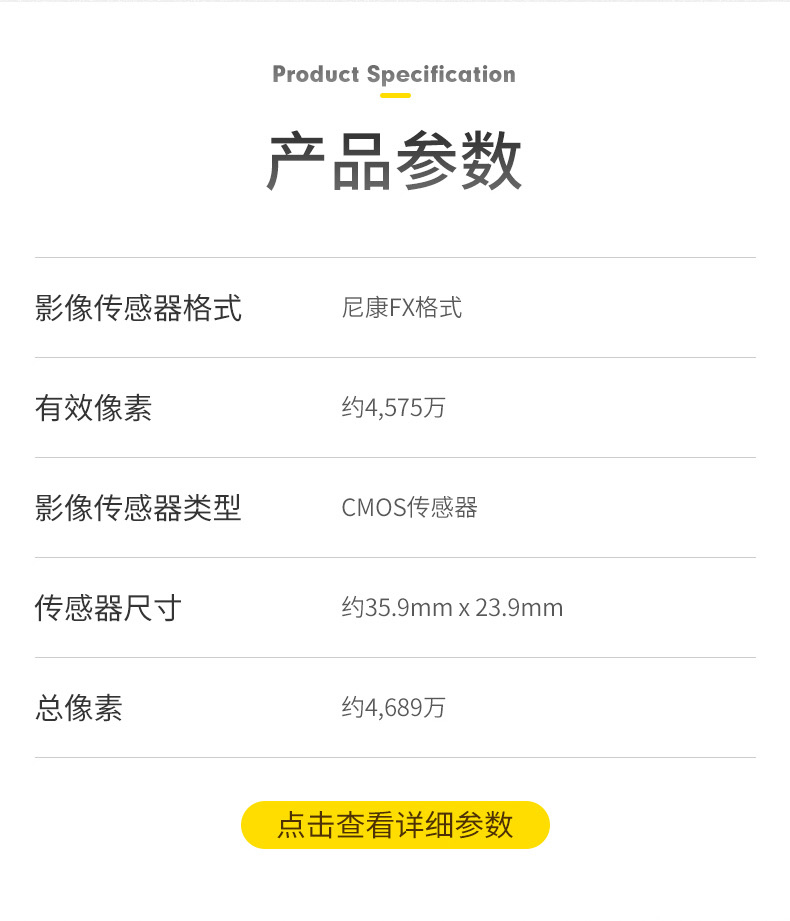 Product Specification
产品参数
影像传感器格式 尼康FX格式
有效像素 约4,575万
影像传感器类型 CMOS传感器
传感器尺寸 约35.9mm x 23.9mm
总像素 约4,689万
点击查看详细参数